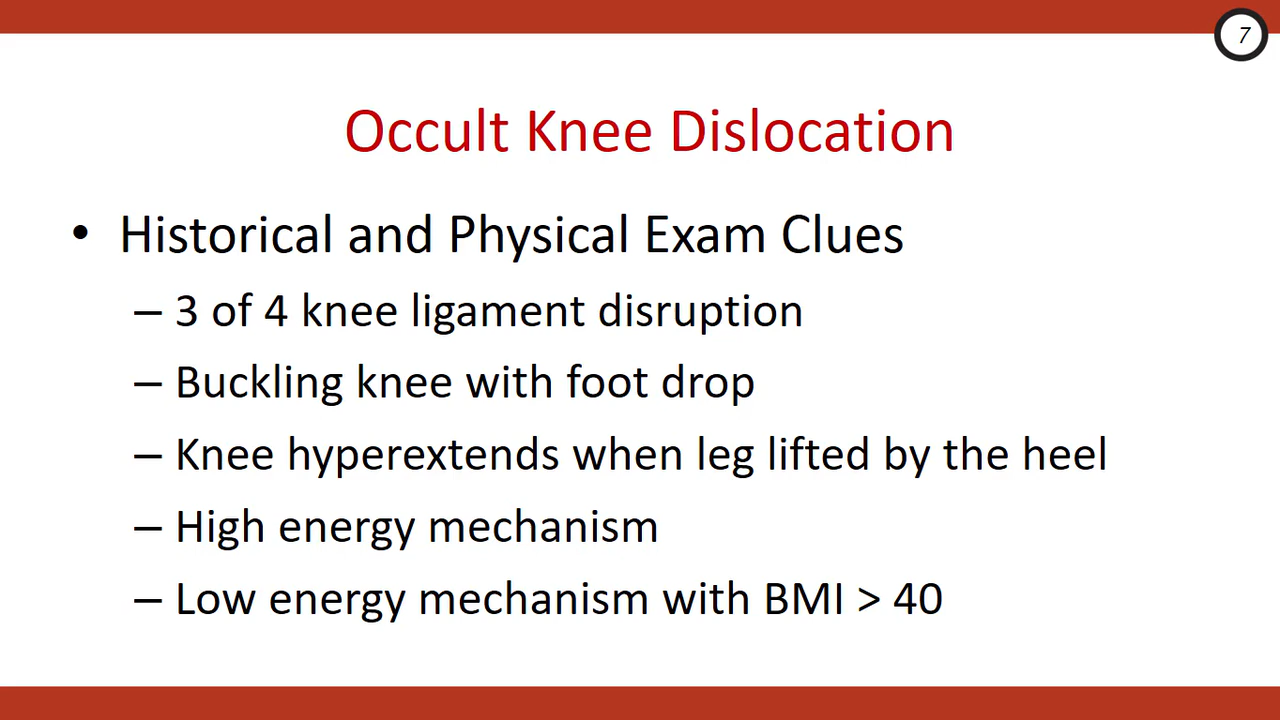 7
Occult Knee Dislocation
• Historical and Physical Exam Clues
– 3 of 4 knee ligament disruption
– Buckling knee with foot drop
– Knee hyperextends when leg lifted by the heel
– High energy mechanism
– Low energy mechanism with BMI > 40